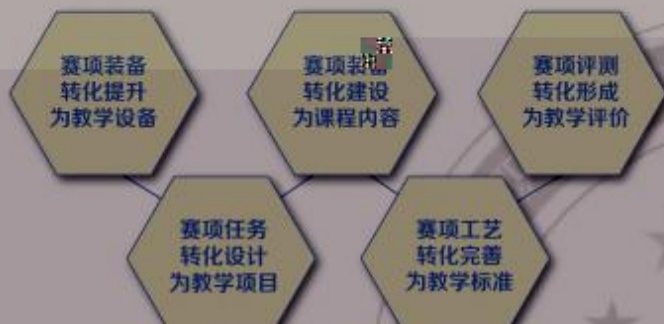 赛项装备
转化提升
为教学设备
赛项装
转化建设
为课程内容
赛项评测
转化形成
为教学评价
赛项任务
转化设计
为教学项目
赛项工艺
转化完善
为教学标准